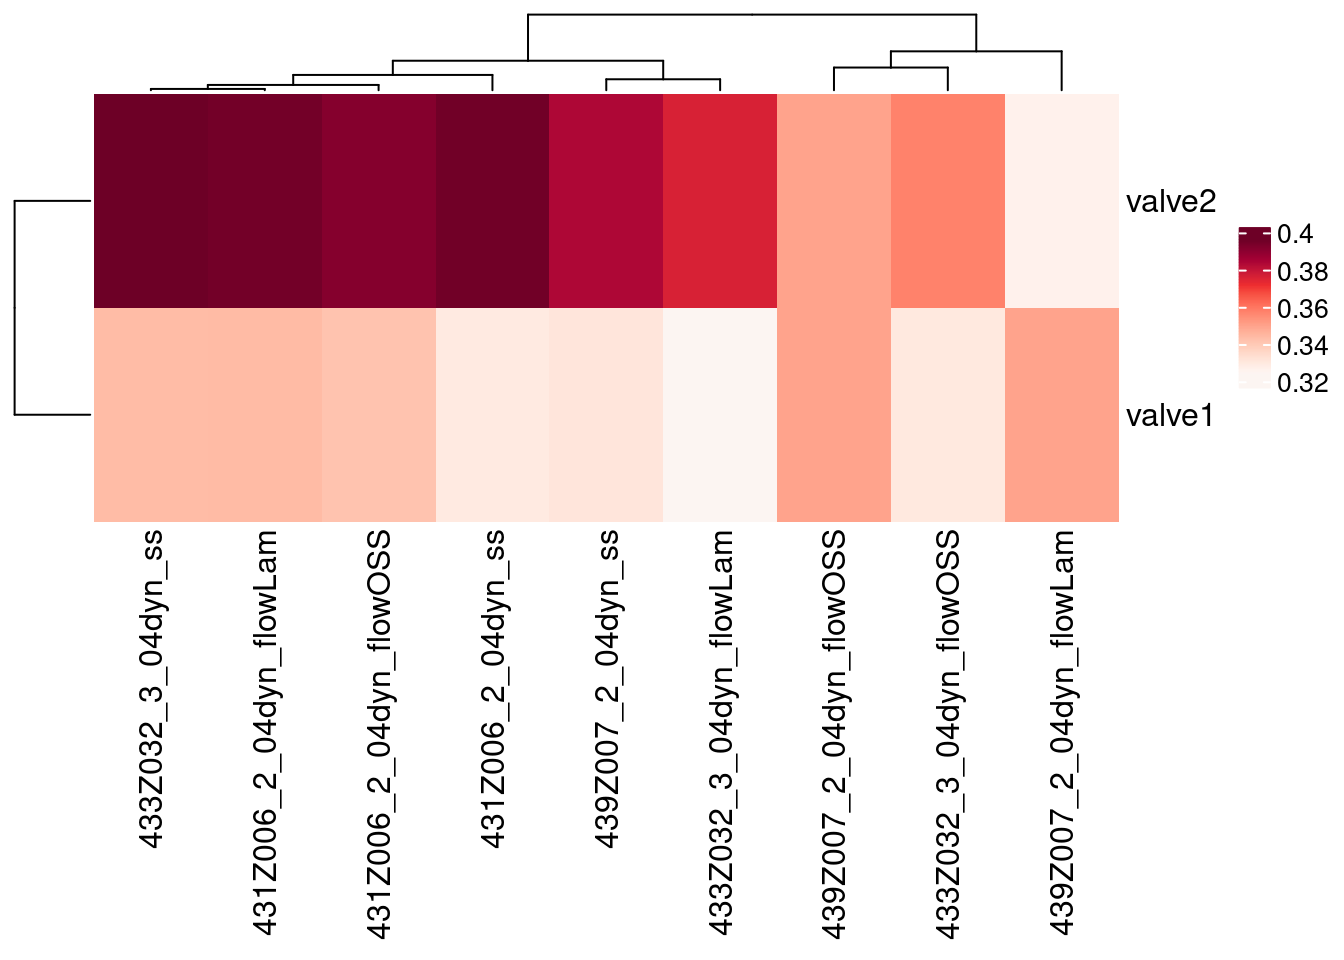 valve2
valve1
0.4
0.38
0.36
0.34
0.32
433Z032_3_04dyn_ss
431Z006_2_04dyn_flowLam
431Z006_2_04dyn_flowOSS
431Z006_2_04dyn_ss
439Z007_2_04dyn_ss
433Z032_3_04dyn_flowLam
439Z007_2_04dyn_flowOSS
433Z032_3_04dyn_flowOSS
439Z007_2_04dyn_flowLam